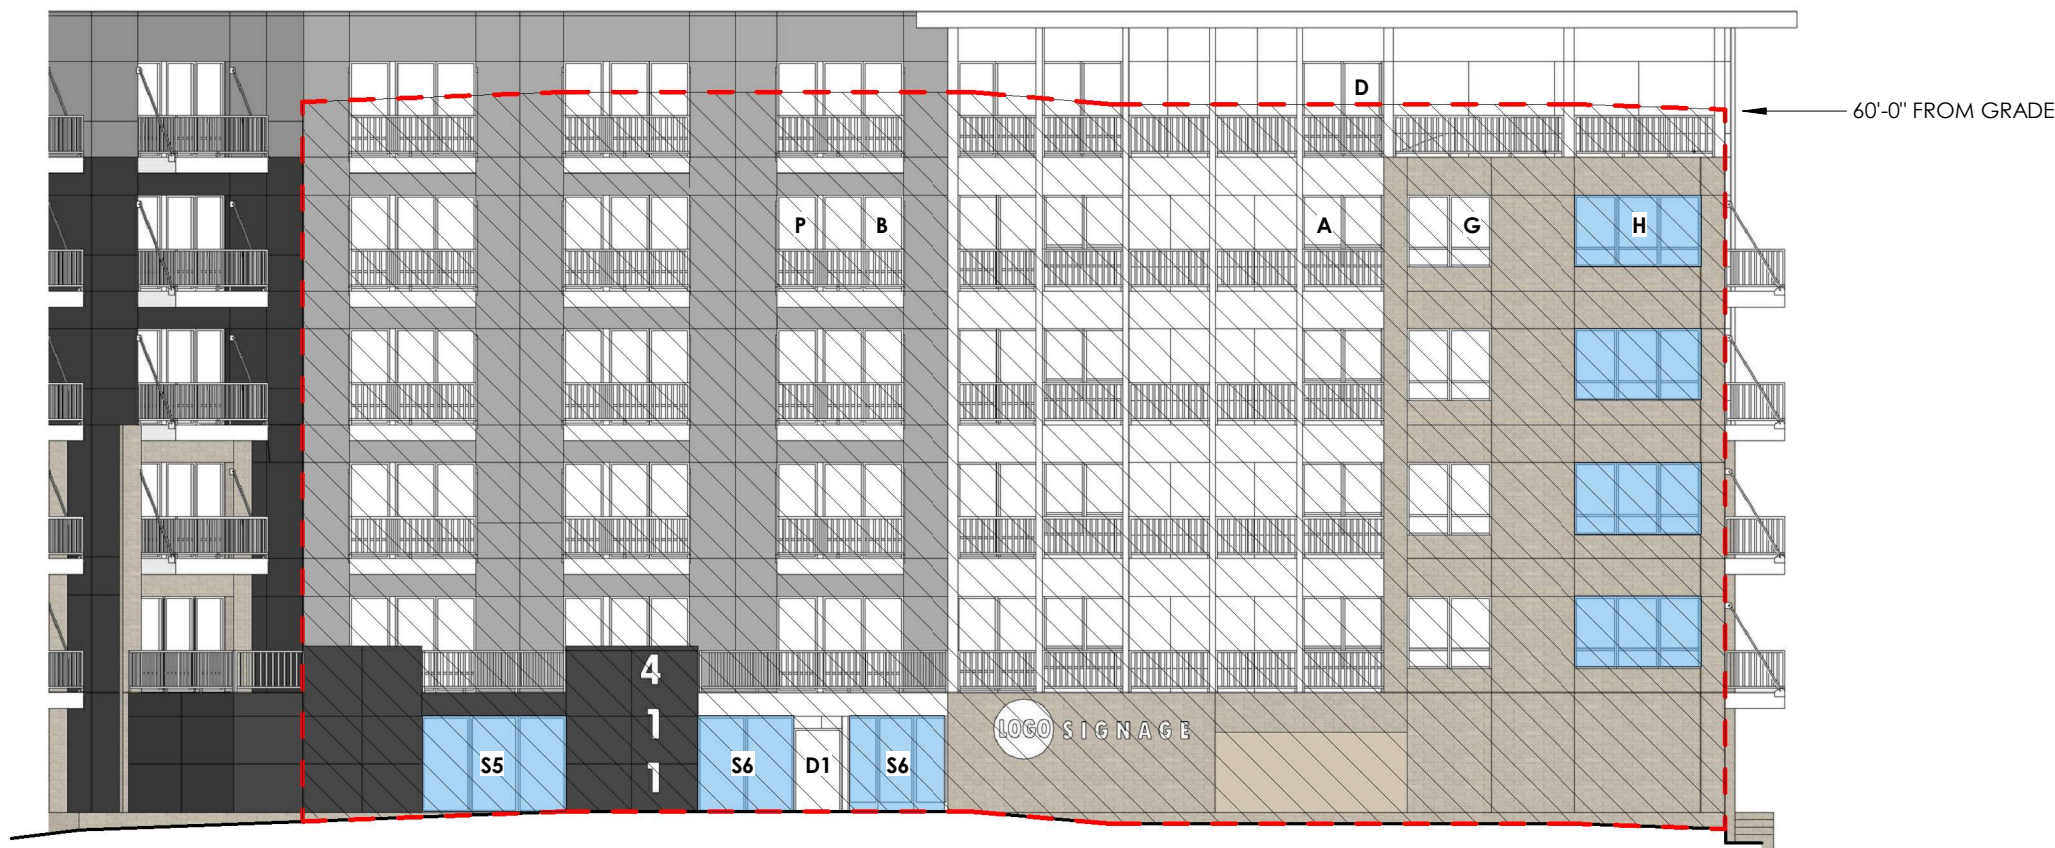 D
60'-0" FROM GRADE
P B A G H
4
1
1
LOGO SIGNAGE
S5 S6 D1 S6